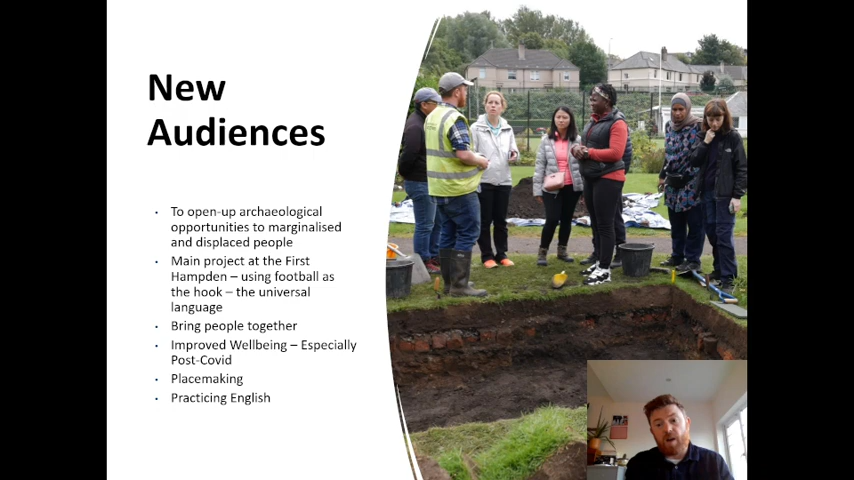 New
Audiences
To open-up archaeological
opportunities to marginalised
and displaced people
Main project at the First
Hampden – using football as
the hook – the universal
language
Bring people together
Improved Wellbeing – Especially
Post-Covid
Placemaking
Practicing English